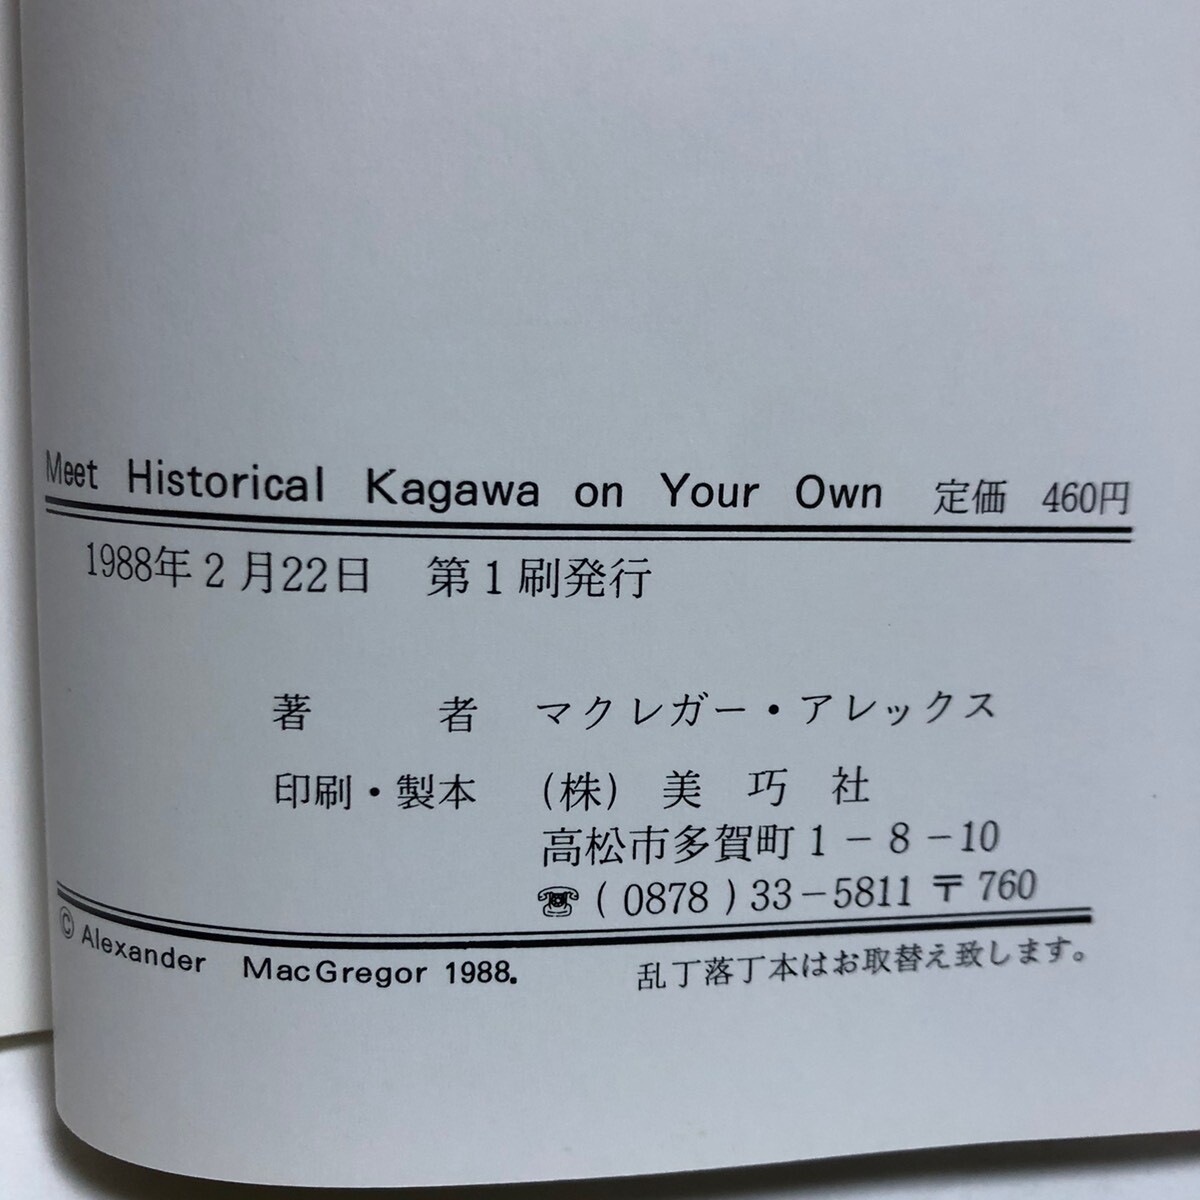 Meet Historical Kagawa on Your Own 定価 460円
1988年2月22日 第1刷発行
著 者 マクレガー・アレックス
印刷・製本 (株) 美巧社
高松市多賀町1-8-10
☎(0878)33-5811 〒760
© Alexander MacGregor 1988.
乱丁落丁本はお取替え致します。